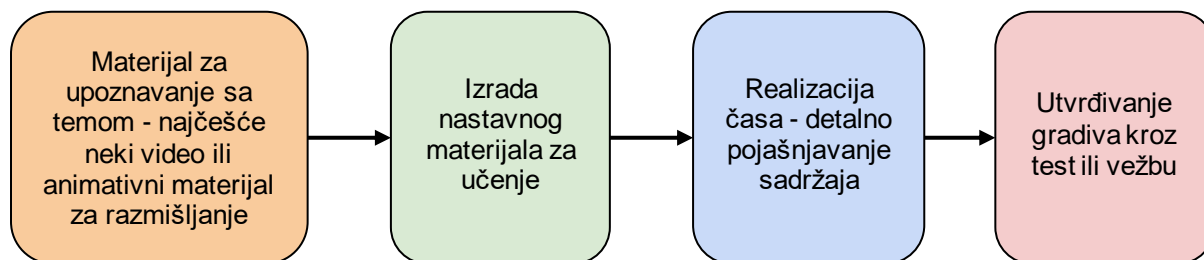 Materijal za
upoznavanje sa
temom - najčešće
neki video ili
animativni materijal
za razmišljanje
Izrada
nastavnog
materijala za
učenje
Realizacija
časa - detalno
pojašnjavanje
sadržaja
Utvrđivanje
gradiva kroz
test ili vežbu